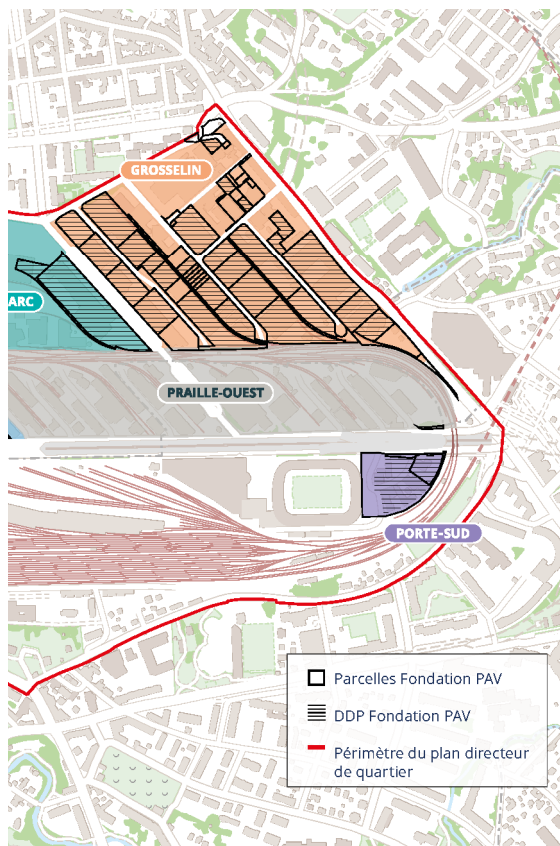 GROSSELIN
ARC
PRAILLE-OUEST
PORTE-SUD
Parcelles Fondation PAV
DDP Fondation PAV
Périmètre du plan directeur
de quartier